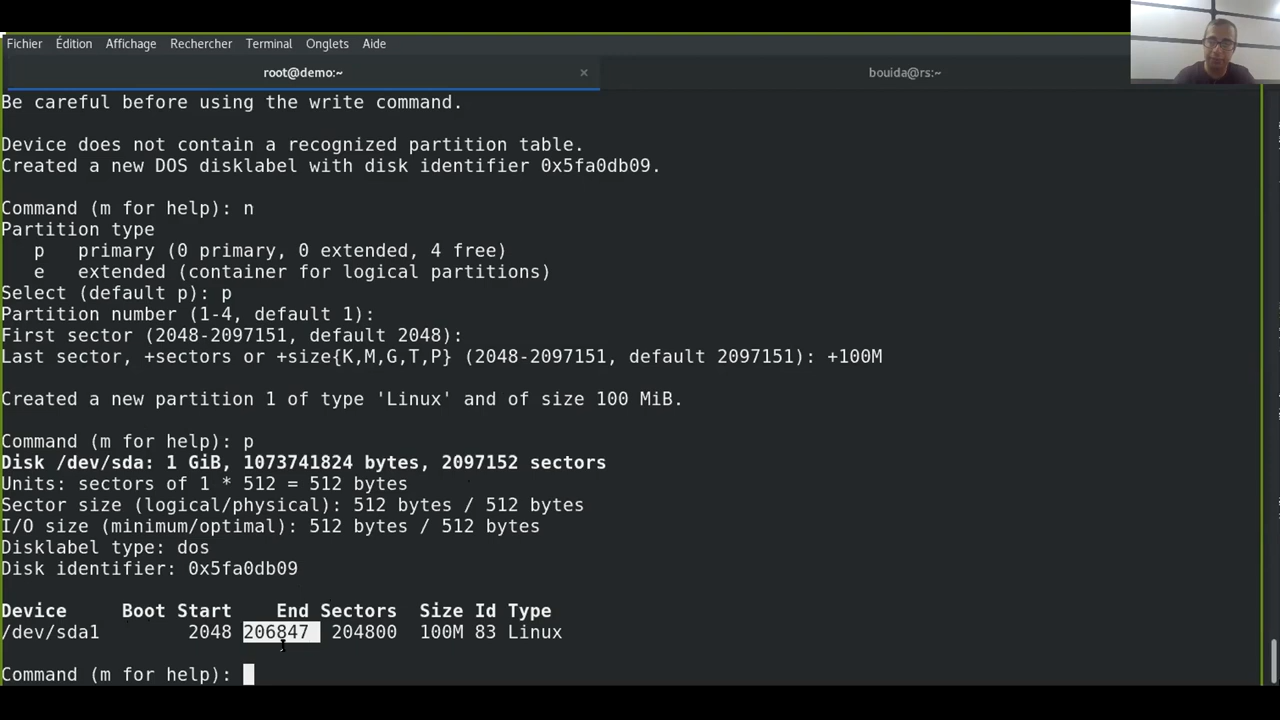 Fichier Édition Affichage Rechercher Terminal Onglets Aide
root@demo:~ × bouida@rs:~
Be careful before using the write command.
Device does not contain a recognized partition table.
Created a new DOS disklabel with disk identifier 0x5fa0db09.
Command (m for help): n
Partition type
p primary (0 primary, 0 extended, 4 free)
e extended (container for logical partitions)
Select (default p): p
Partition number (1-4, default 1):
First sector (2048-2097151, default 2048):
Last sector, +sectors or +size{K,M,G,T,P} (2048-2097151, default 2097151): +100M
Created a new partition 1 of type 'Linux' and of size 100 MiB.
Command (m for help): p
Disk /dev/sda: 1 GiB, 1073741824 bytes, 2097152 sectors
Units: sectors of 1 * 512 = 512 bytes
Sector size (logical/physical): 512 bytes / 512 bytes
I/O size (minimum/optimal): 512 bytes / 512 bytes
Disklabel type: dos
Disk identifier: 0x5fa0db09
Device Boot Start End Sectors Size Id Type
/dev/sda1 2048 206847 204800 100M 83 Linux
Command (m for help):